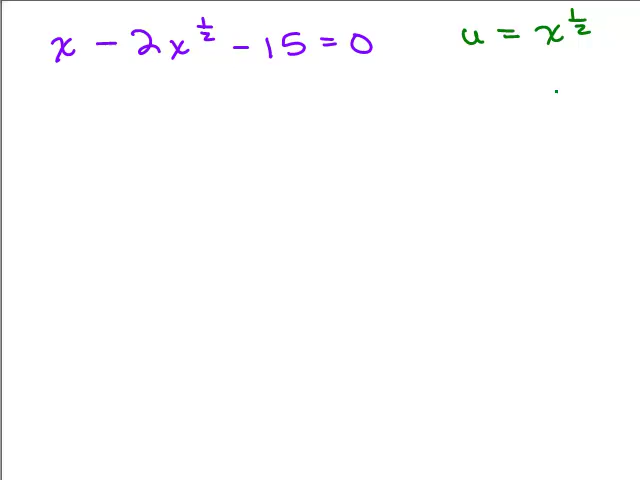 x - 2x^{1/2} - 15 = 0
u = x^{1/2}